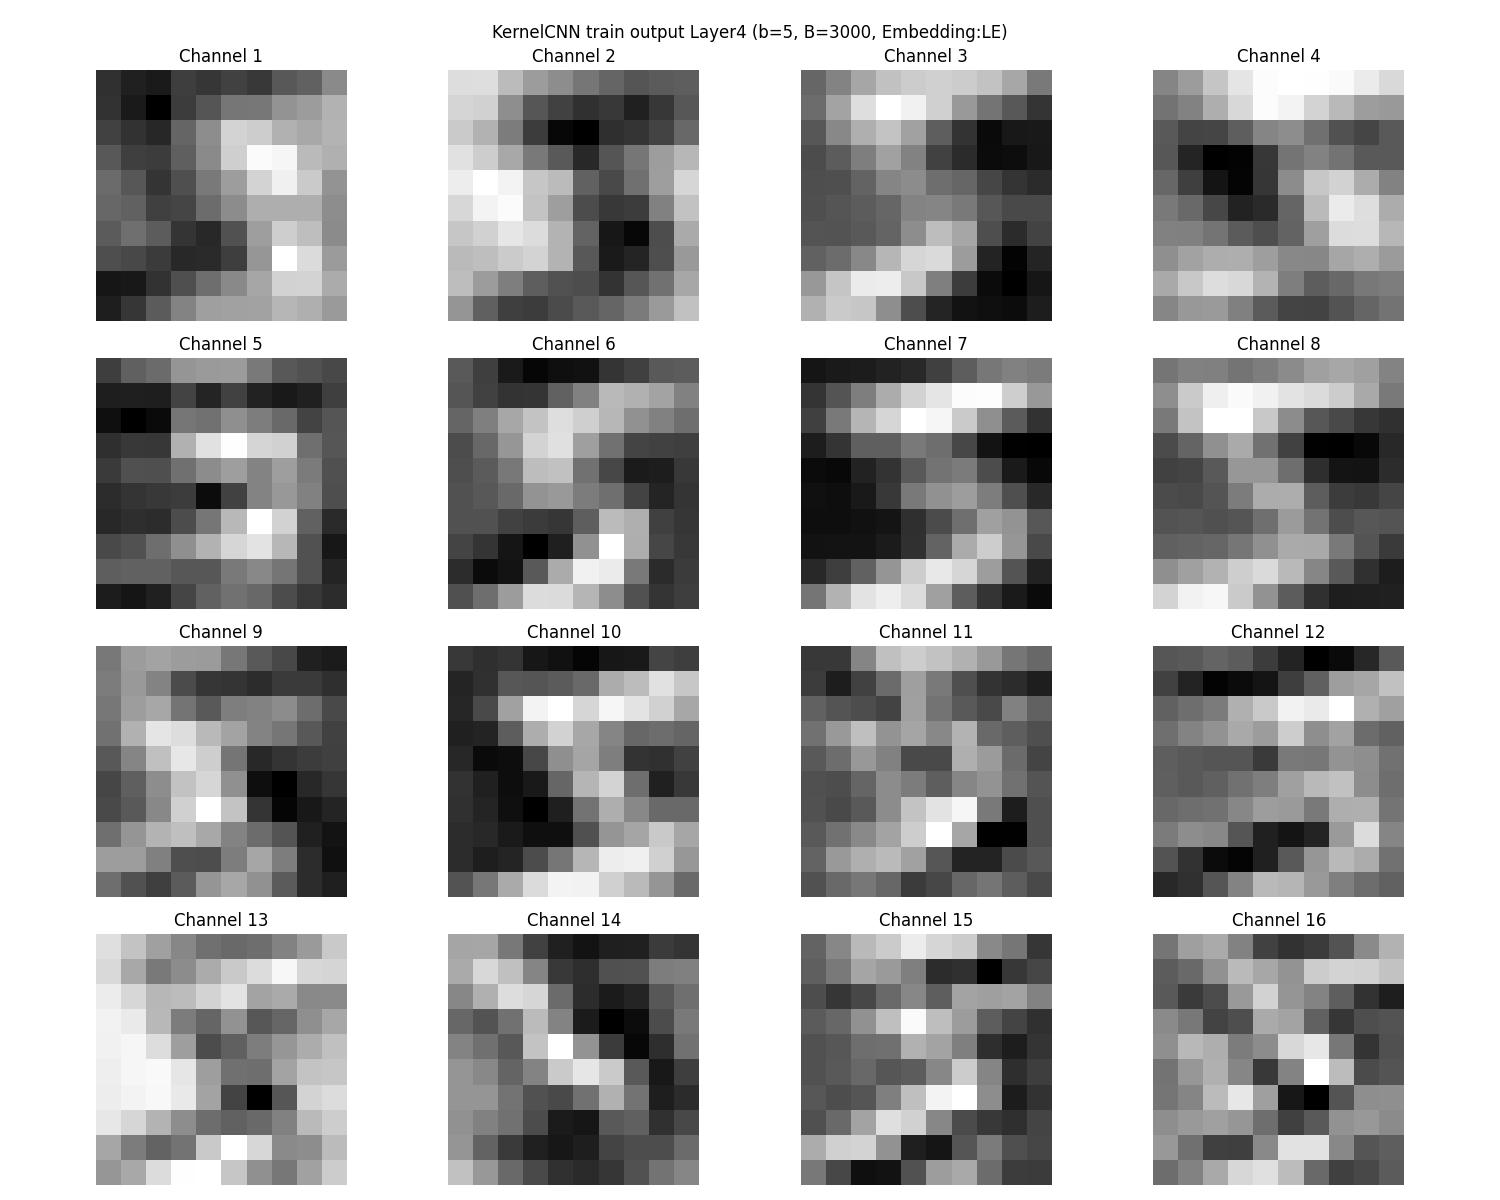 KernelCNN train output Layer4 (b=5, B=3000, Embedding:LE)
Channel 1 Channel 2 Channel 3 Channel 4
Channel 5 Channel 6 Channel 7 Channel 8
Channel 9 Channel 10 Channel 11 Channel 12
Channel 13 Channel 14 Channel 15 Channel 16